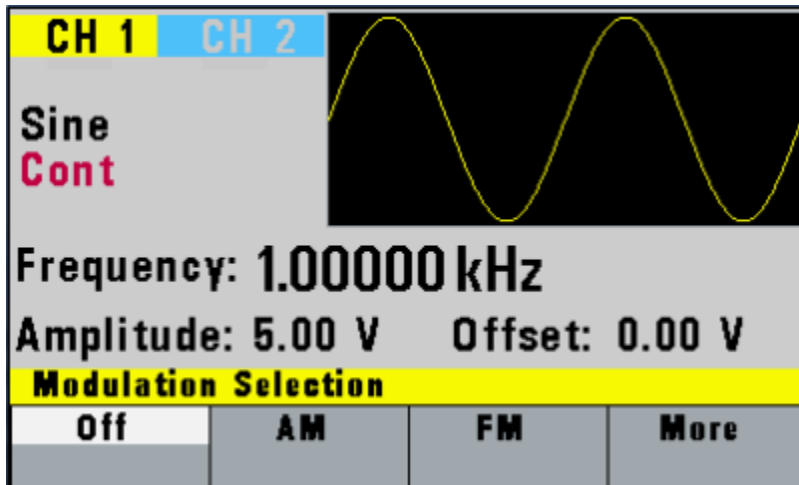 CH 1 CH 2
Sine
Cont
Frequency: 1.00000 kHz
Amplitude: 5.00 V Offset: 0.00 V
Modulation Selection
Off AM FM More